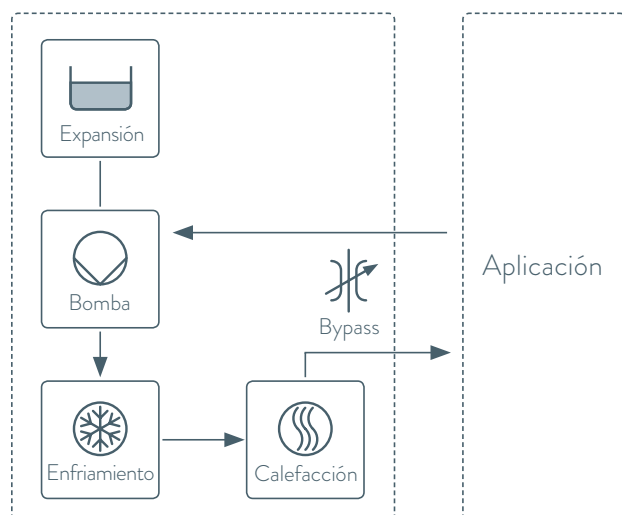 Expansión
Bomba
Aplicación
Bypass
Enfriamiento
Calefacción